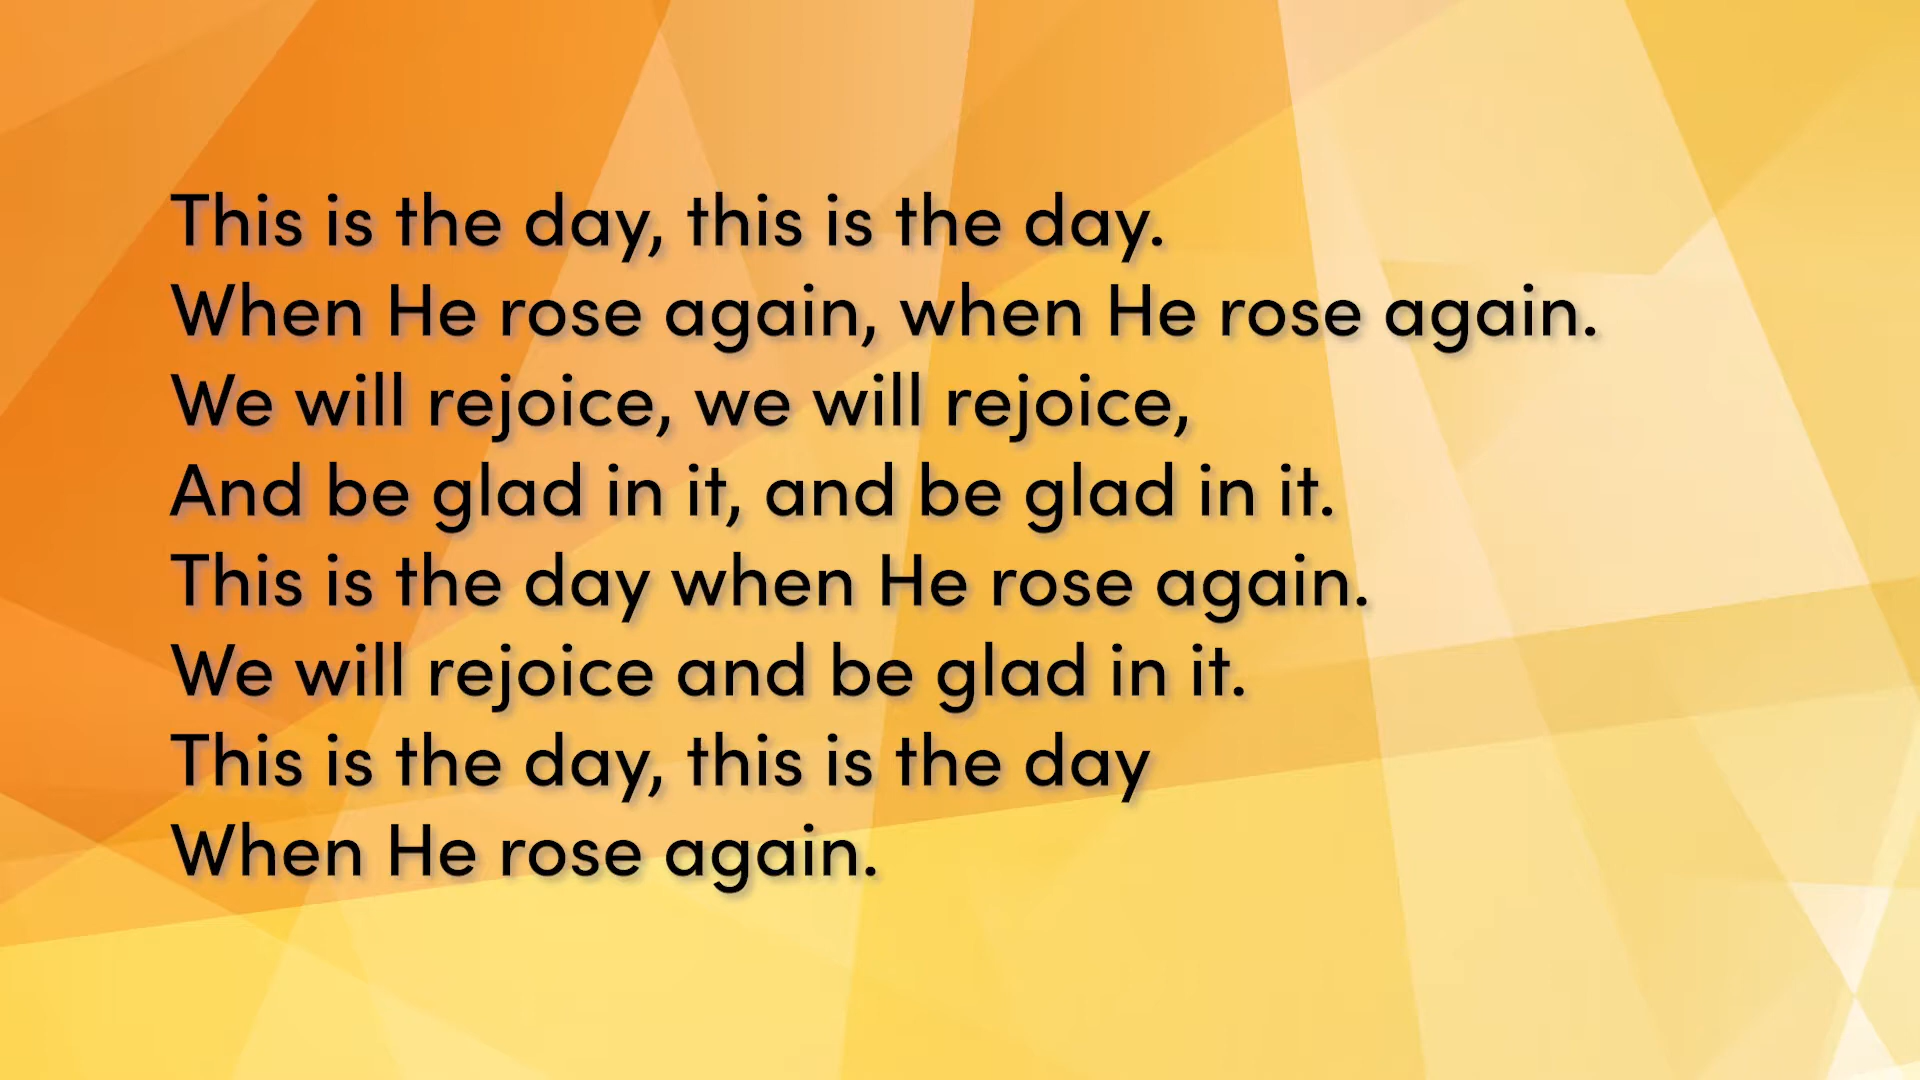 This is the day, this is the day.
When He rose again, when He rose again.
We will rejoice, we will rejoice,
And be glad in it, and be glad in it.
This is the day when He rose again.
We will rejoice and be glad in it.
This is the day, this is the day
When He rose again.